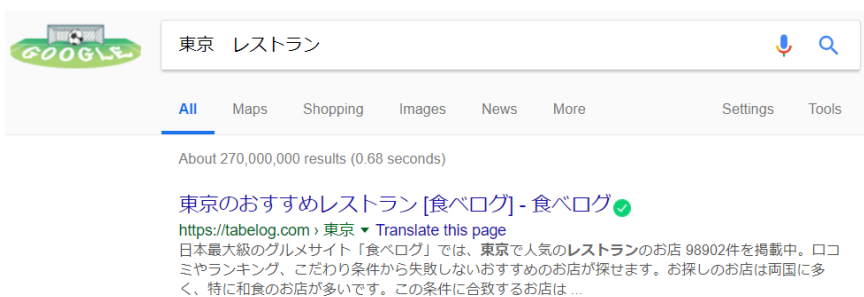 GOOGLE
東京　レストラン
All Maps Shopping Images News More Settings Tools
About 270,000,000 results (0.68 seconds)
東京のおすすめレストラン [食べログ] - 食べログ
https://tabelog.com › 東京 ▼ Translate this page
日本最大級のグルメサイト「食べログ」では、東京で人気のレストランのお店 98902件を掲載中。口コ
ミやランキング、こだわり条件から失敗しないおすすめのお店が探せます。お探しのお店は両国に多
く、特に和食のお店が多いです。この条件に合致するお店は ...